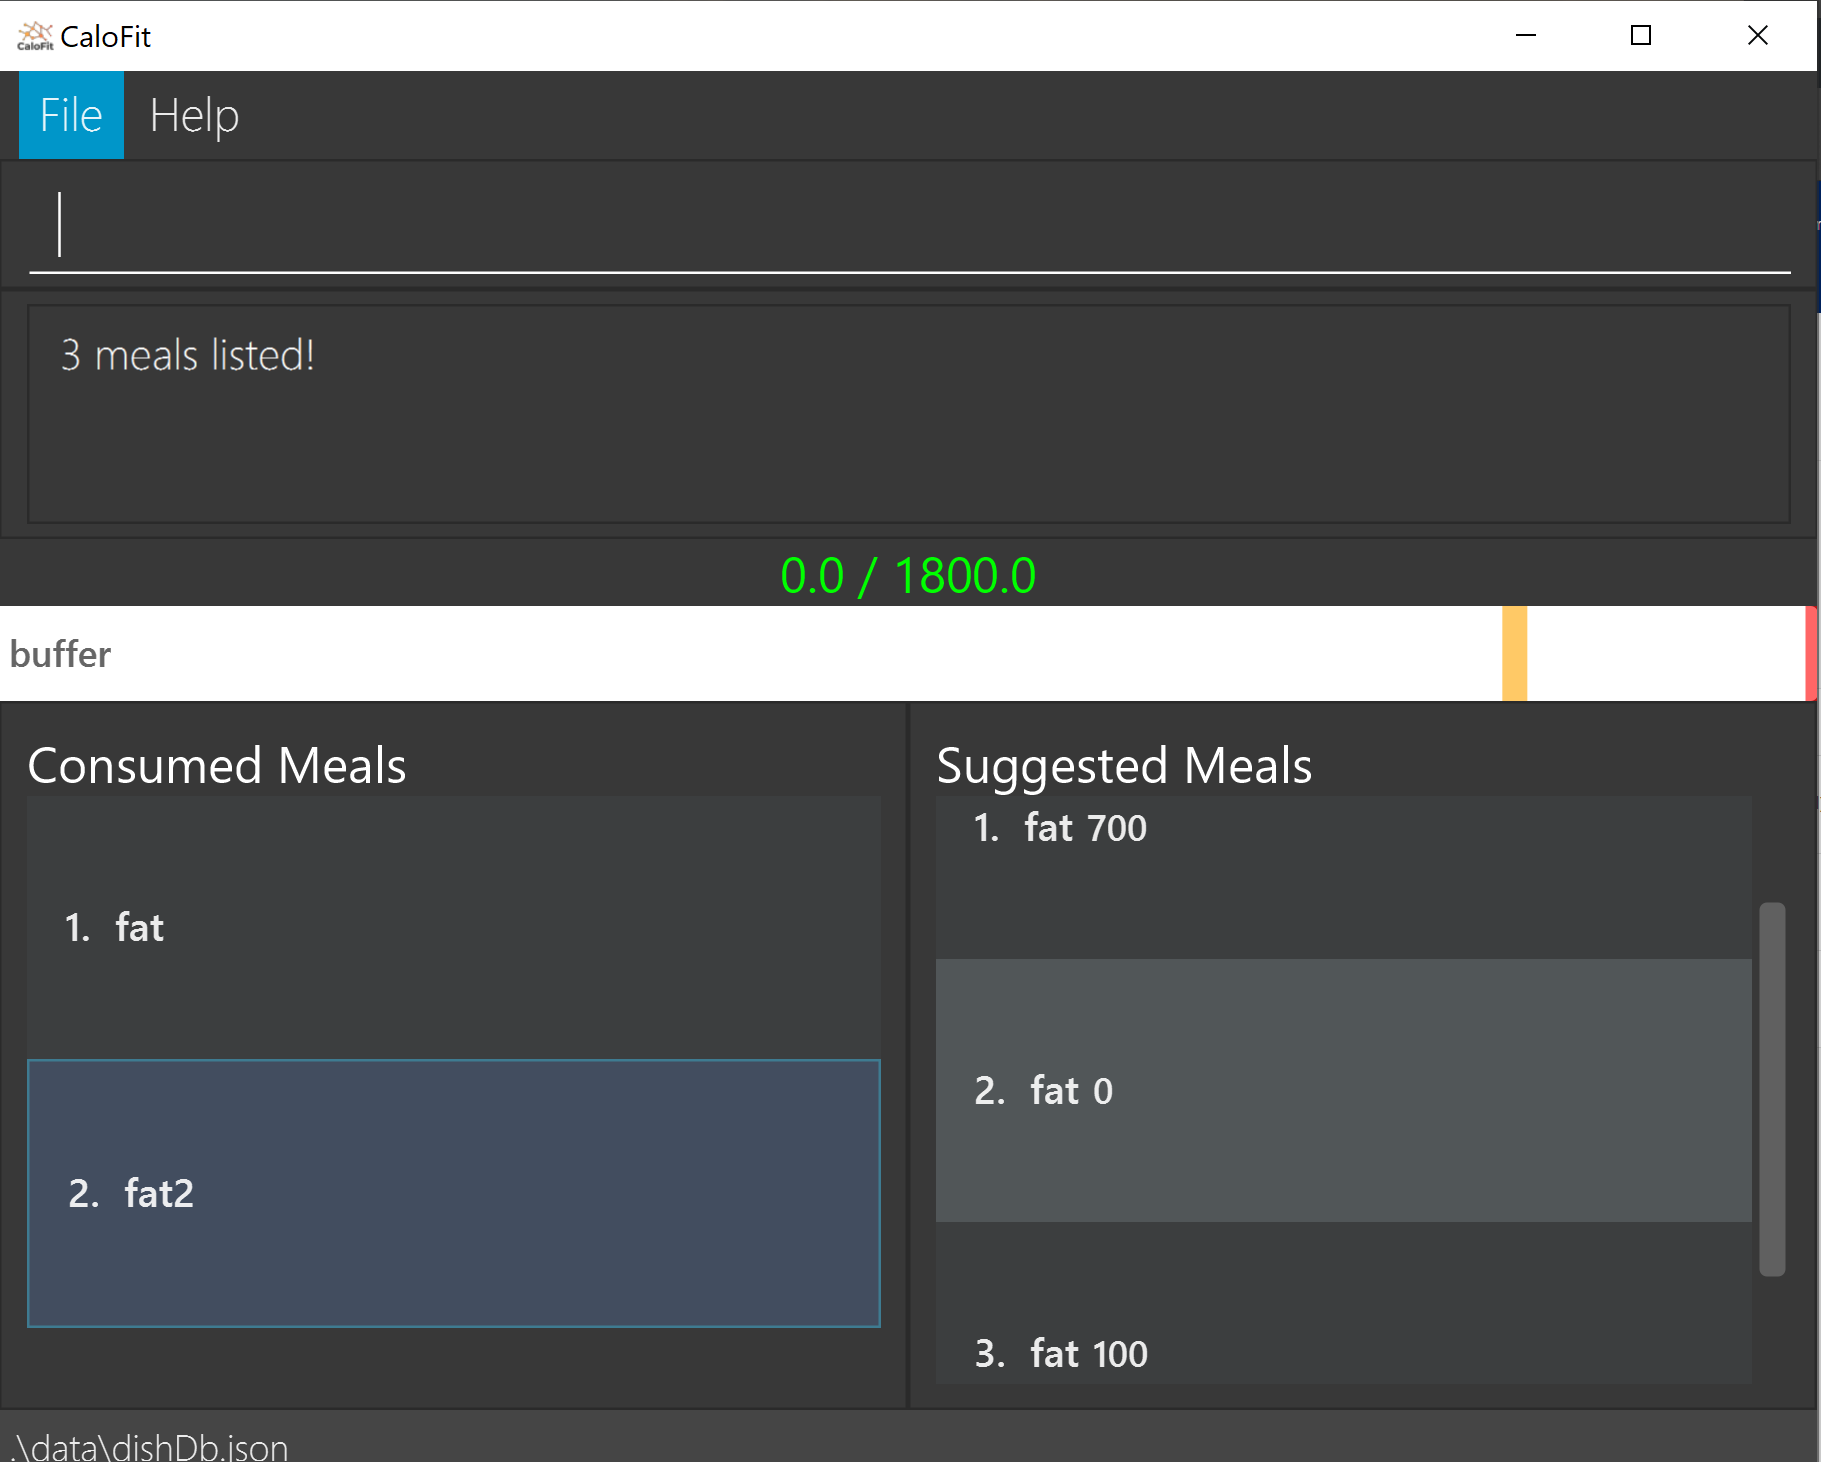 CaloFit CaloFit
File Help
3 meals listed!
0.0 / 1800.0
buffer
Consumed Meals
1. fat
2. fat2
Suggested Meals
1. fat 700
2. fat 0
3. fat 100
.\data\dishDb.json